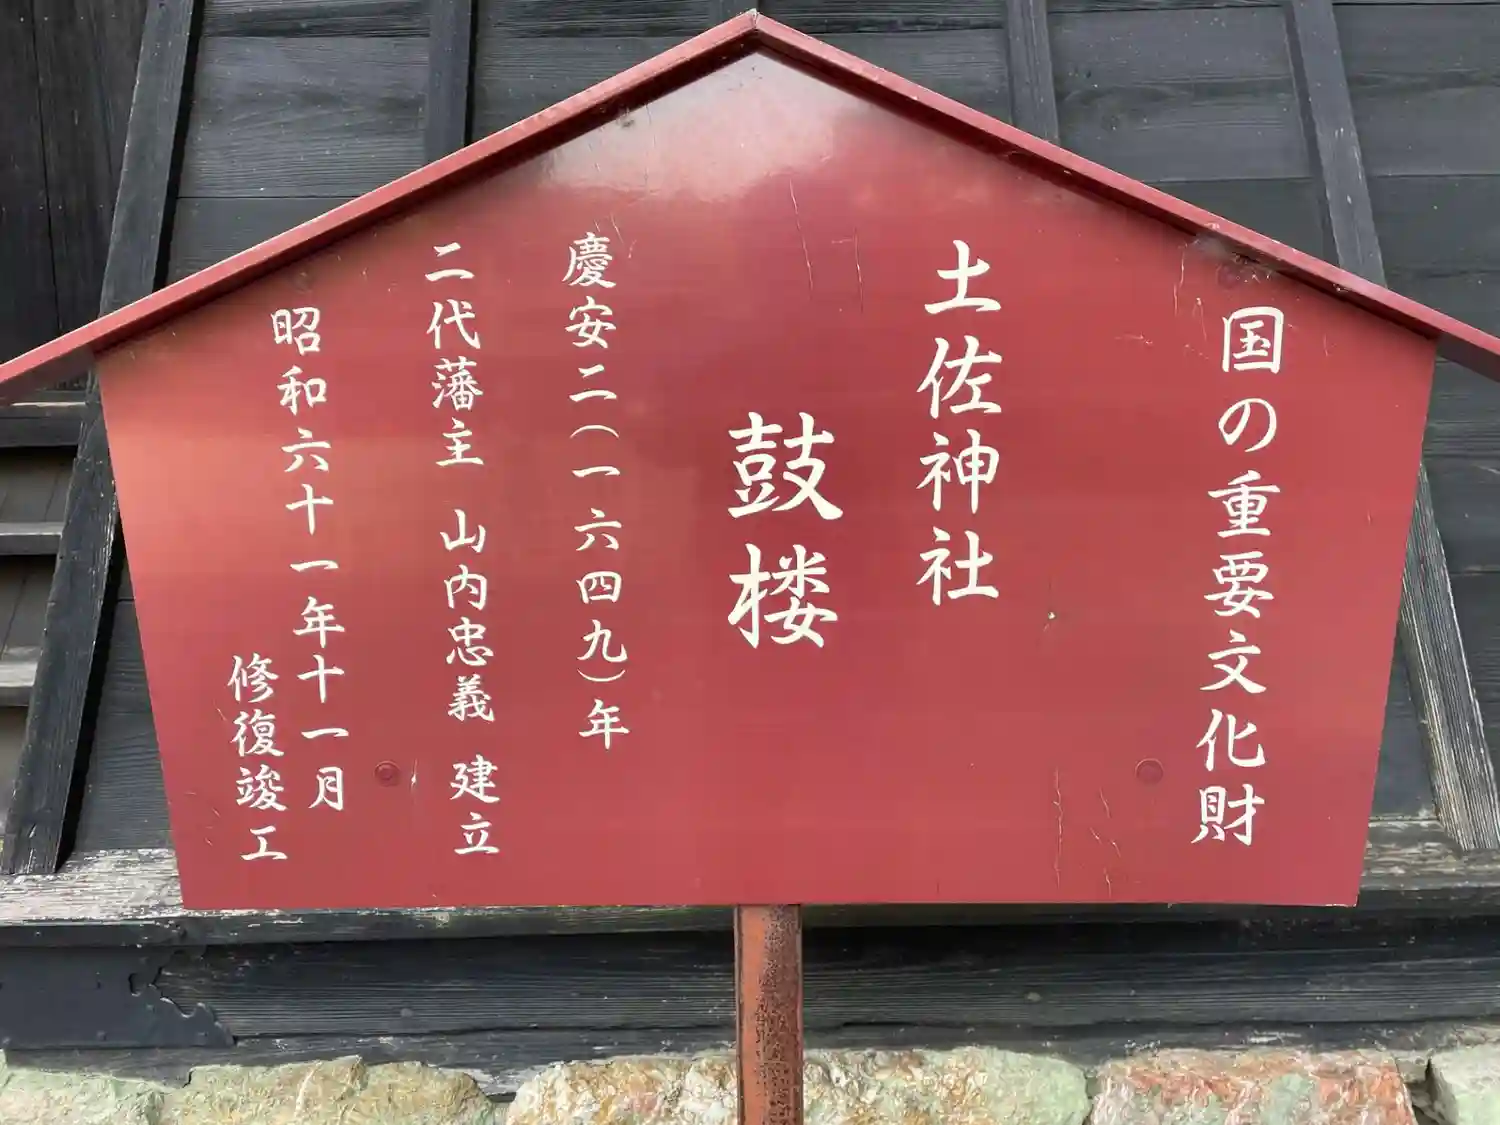 国の重要文化財
土佐神社
鼓楼
慶安二（一六四九）年
二代藩主 山内忠義 建立
昭和六十一年十一月
修復竣工